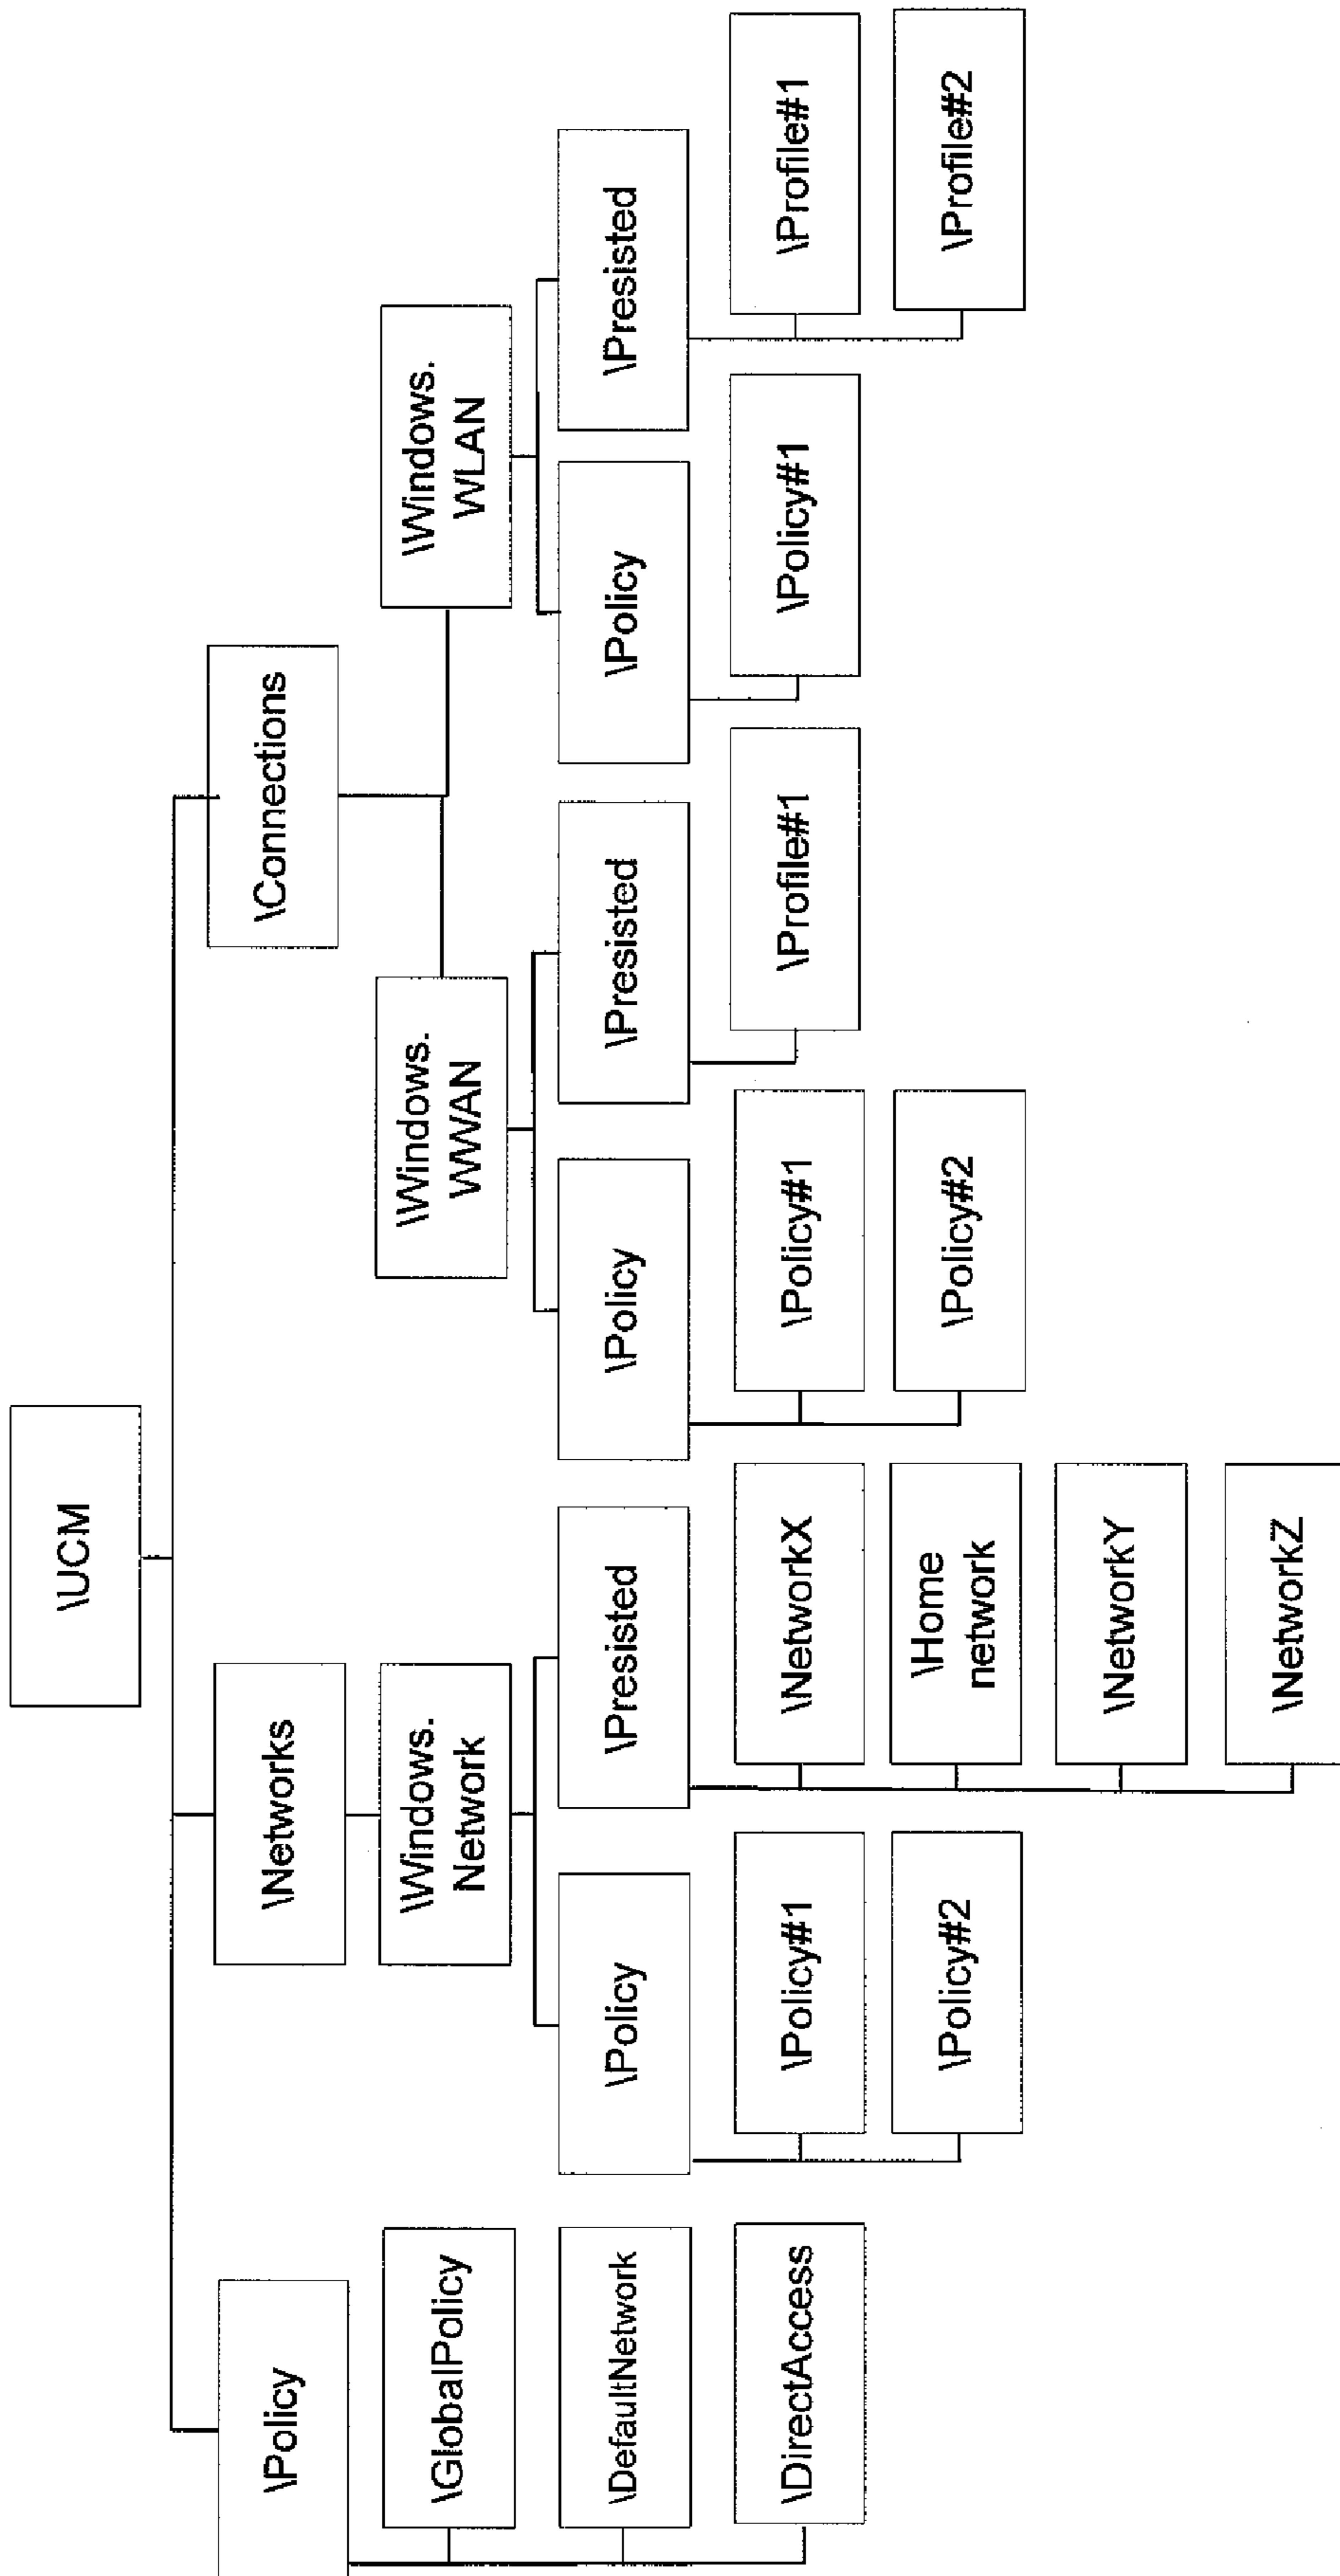 \UCM
\Policy
\Networks
\Connections
\GlobalPolicy
\DefaultNetwork
\DirectAccess
\Windows.
Network
\Windows.
WWAN
\Windows.
WLAN
\Policy
\Presisted
\Policy
\Presisted
\Policy
\Presisted
\Policy#1
\Policy#2
\NetworkX
\Home
network
\NetworkY
\NetworkZ
\Policy#1
\Policy#2
\Profile#1
\Policy#1
\Profile#1
\Profile#2